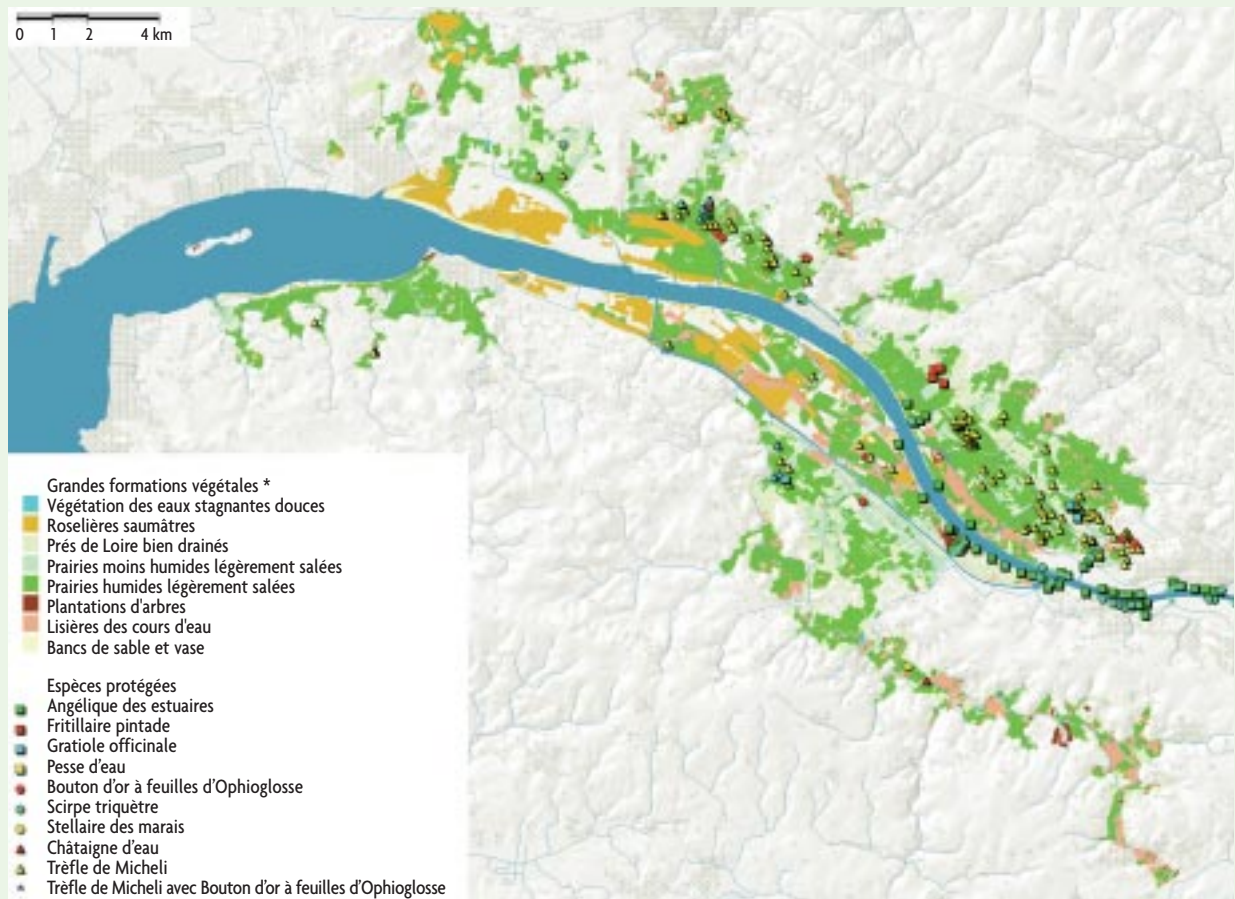 0 1 2 4 km
Grandes formations végétales *
Végétation des eaux stagnantes douces
Roselières saumâtres
Prés de Loire bien drainés
Prairies moins humides légèrement salées
Prairies humides légèrement salées
Plantations d'arbres
Lisières des cours d'eau
Bancs de sable et vase
Espèces protégées
Angélique des estuaires
Fritillaire pintade
Gratiole officinale
Pesse d'eau
Bouton d'or à feuilles d'Ophioglosse
Scirpe triquètre
Stellaire des marais
Châtaigne d'eau
Trèfle de Micheli
Trèfle de Micheli avec Bouton d'or à feuilles d'Ophioglosse